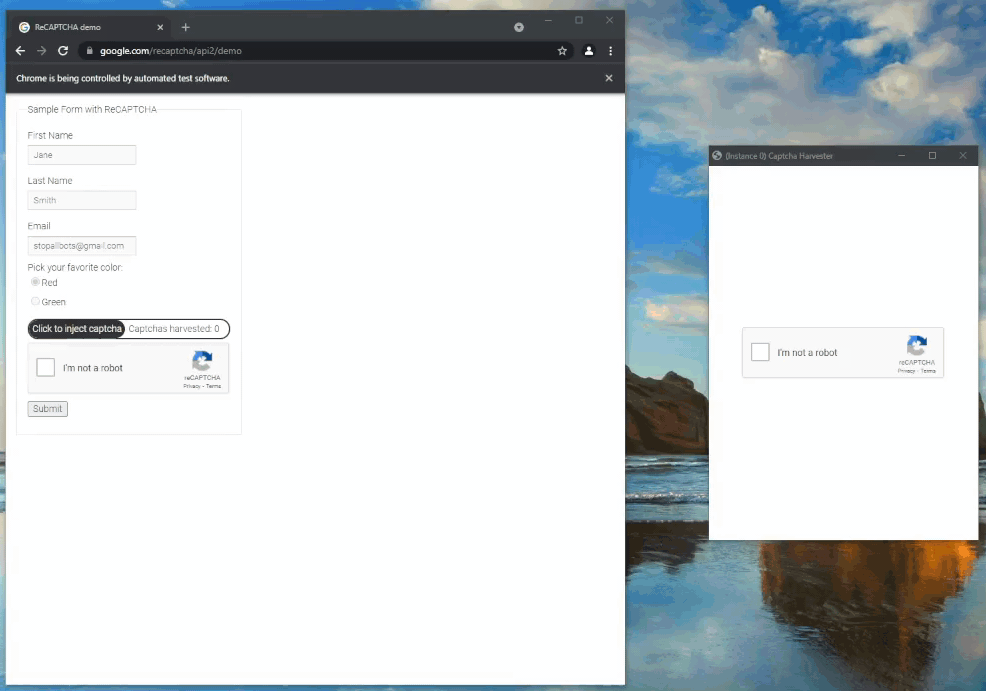 ReCAPTCHA demo
google.com/recaptcha/api2/demo
Chrome is being controlled by automated test software.
Sample Form with ReCAPTCHA
First Name
Jane
Last Name
Smith
Email
stopallbots@gmail.com
Pick your favorite color:
Red
Green
Click to inject captcha Captchas harvested: 0
I'm not a robot
reCAPTCHA
Privacy - Terms
Submit
(Instance 0) Captcha Harvester
I'm not a robot
reCAPTCHA
Privacy - Terms